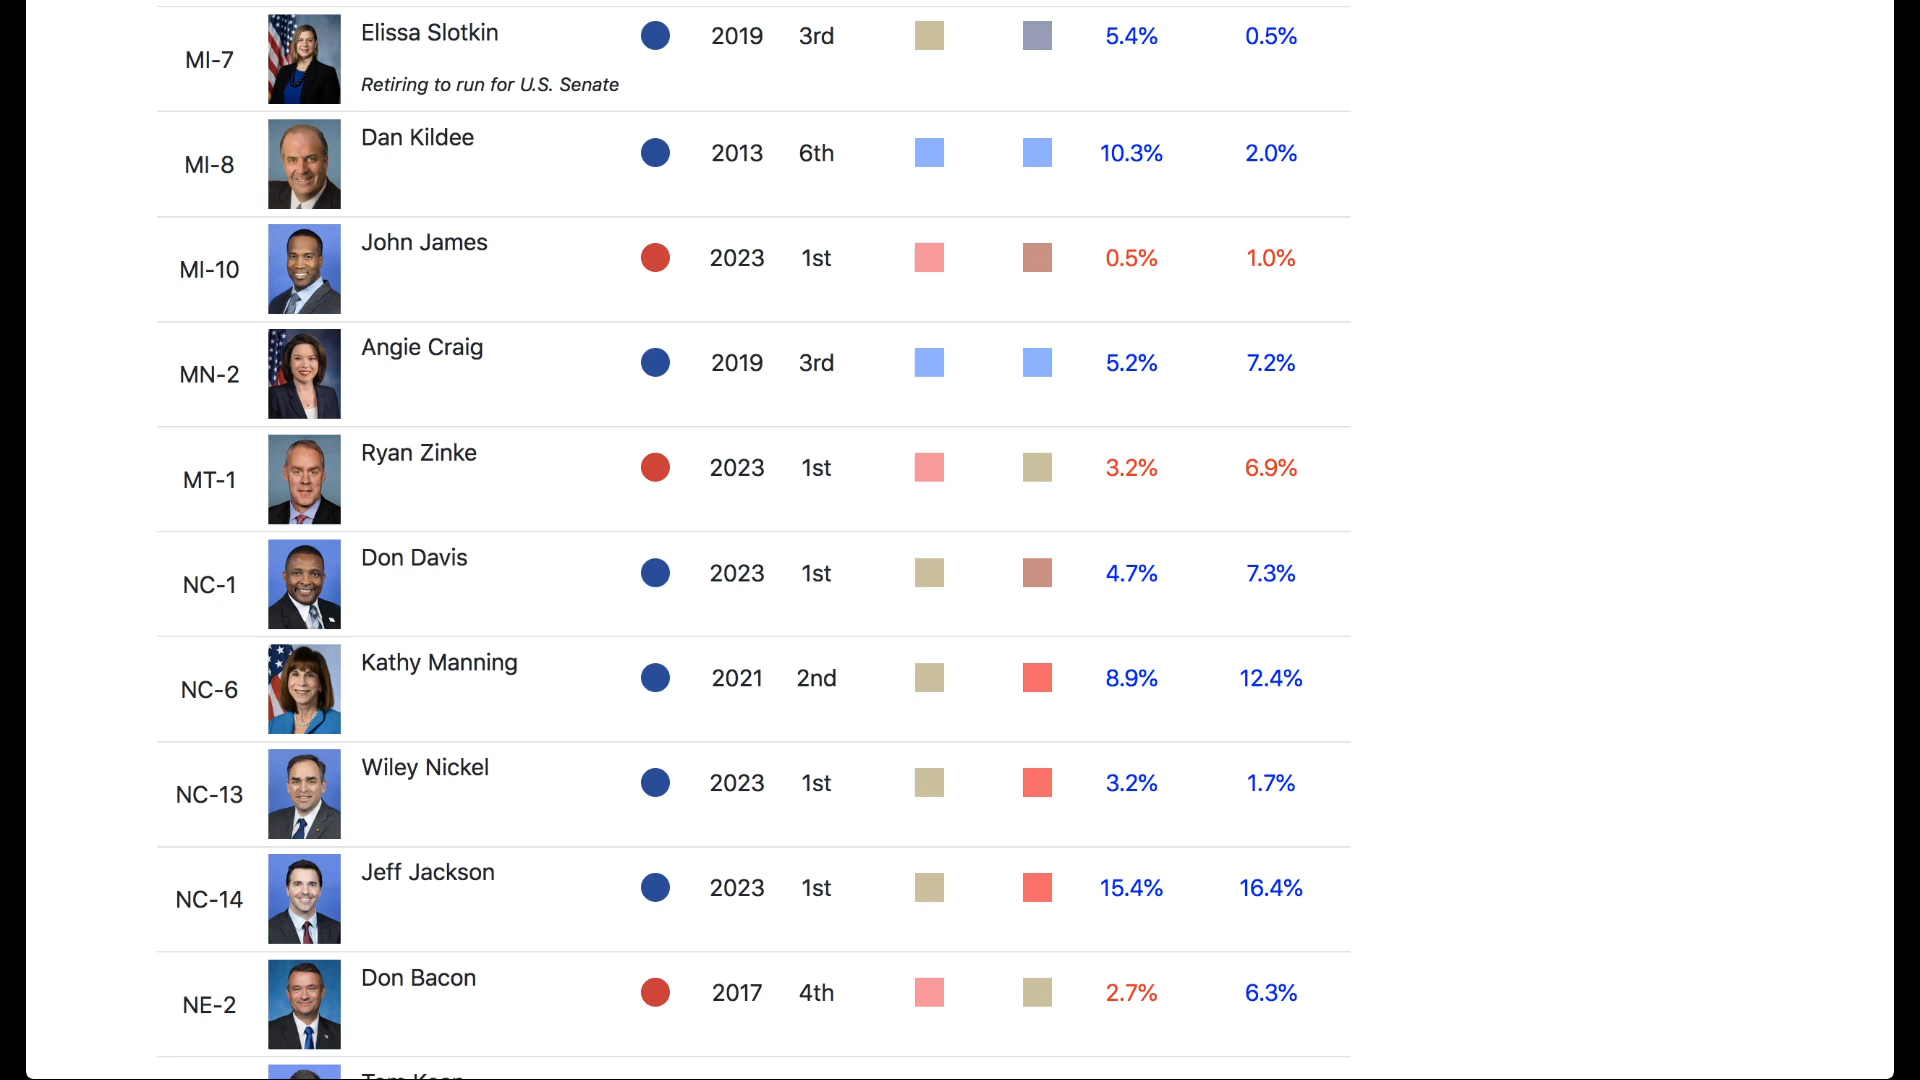 MI-7 Elissa Slotkin 2019 3rd 5.4% 0.5%
Retiring to run for U.S. Senate
MI-8 Dan Kildee 2013 6th 10.3% 2.0%
MI-10 John James 2023 1st 0.5% 1.0%
MN-2 Angie Craig 2019 3rd 5.2% 7.2%
MT-1 Ryan Zinke 2023 1st 3.2% 6.9%
NC-1 Don Davis 2023 1st 4.7% 7.3%
NC-6 Kathy Manning 2021 2nd 8.9% 12.4%
NC-13 Wiley Nickel 2023 1st 3.2% 1.7%
NC-14 Jeff Jackson 2023 1st 15.4% 16.4%
NE-2 Don Bacon 2017 4th 2.7% 6.3%